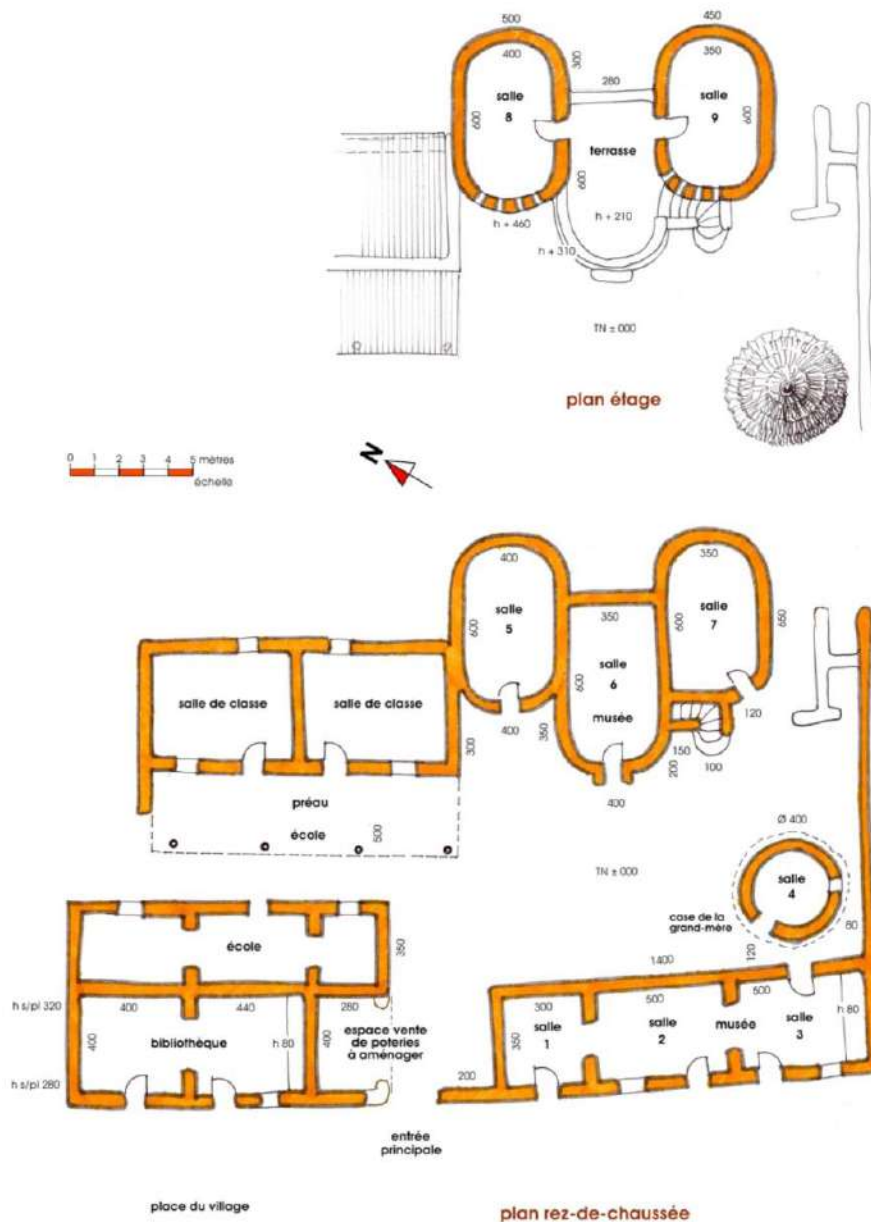 500
450
400
300
350
280
salle
8
600
salle
9
600
terrasse
600
h + 210
h + 460
h + 310
TN ± 000
plan étage
0 1 2 3 4 5 mètres
échelle
N
400
350
350
salle
5
600
salle
6
600
musée
salle
7
600
650
salle de classe
salle de classe
400
350
300
120
150
200
100
400
préau
école
500
Ø 400
TN ± 000
salle
4
case de la
grand-mère
60
120
école
350
1400
h s/pl 320
400
440
260
300
500
500
400
bibliothèque
h 80
400
espace vente
de poteries
à aménager
350
salle
1
salle
2
musée
salle
3
h 80
h s/pl 280
200
entrée
principale
place du village
plan rez-de-chaussée